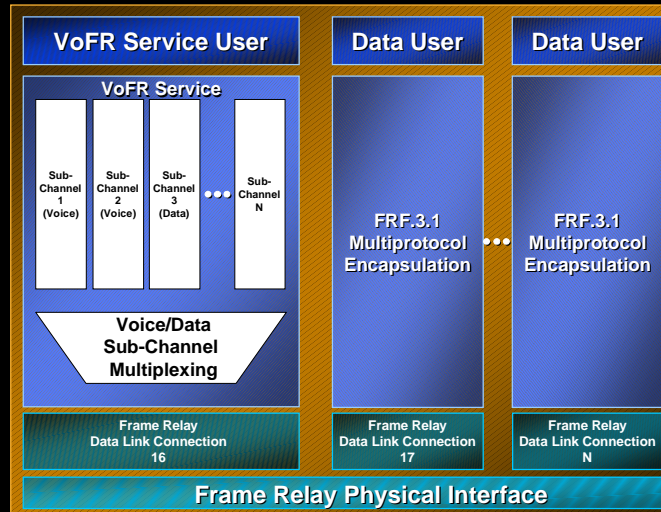 VoFR Service User
Data User
Data User
VoFR Service
Sub-
Channel
1
(Voice)
Sub-
Channel
2
(Voice)
Sub-
Channel
3
(Data)
•••
Sub-
Channel
N
Voice/Data
Sub-Channel
Multiplexing
FRF.3.1
Multiprotocol
Encapsulation
•••
FRF.3.1
Multiprotocol
Encapsulation
Frame Relay
Data Link Connection
16
Frame Relay
Data Link Connection
17
Frame Relay
Data Link Connection
N
Frame Relay Physical Interface